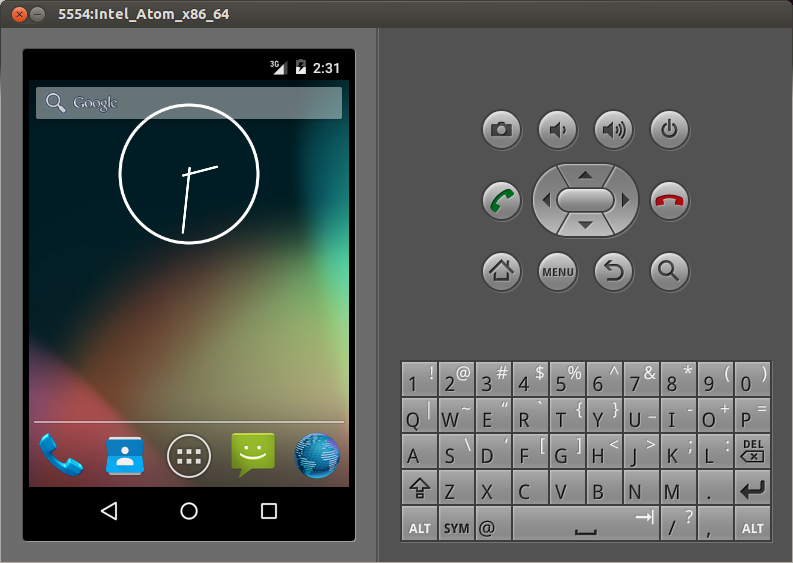 5554:Intel_Atom_x86_64
3G 2:31
Google
MENU
1 ! 2 @ 3 # 4 $ 5 % 6 ^ 7 & 8 * 9 ( 0 )
Q | W ~ E “ R ` T { Y } U _ I - O + P =
A S \ D ‘ F [ G ] H < J > K ; L : DEL
Z X C V B N M .
ALT SYM @ / ? , ALT